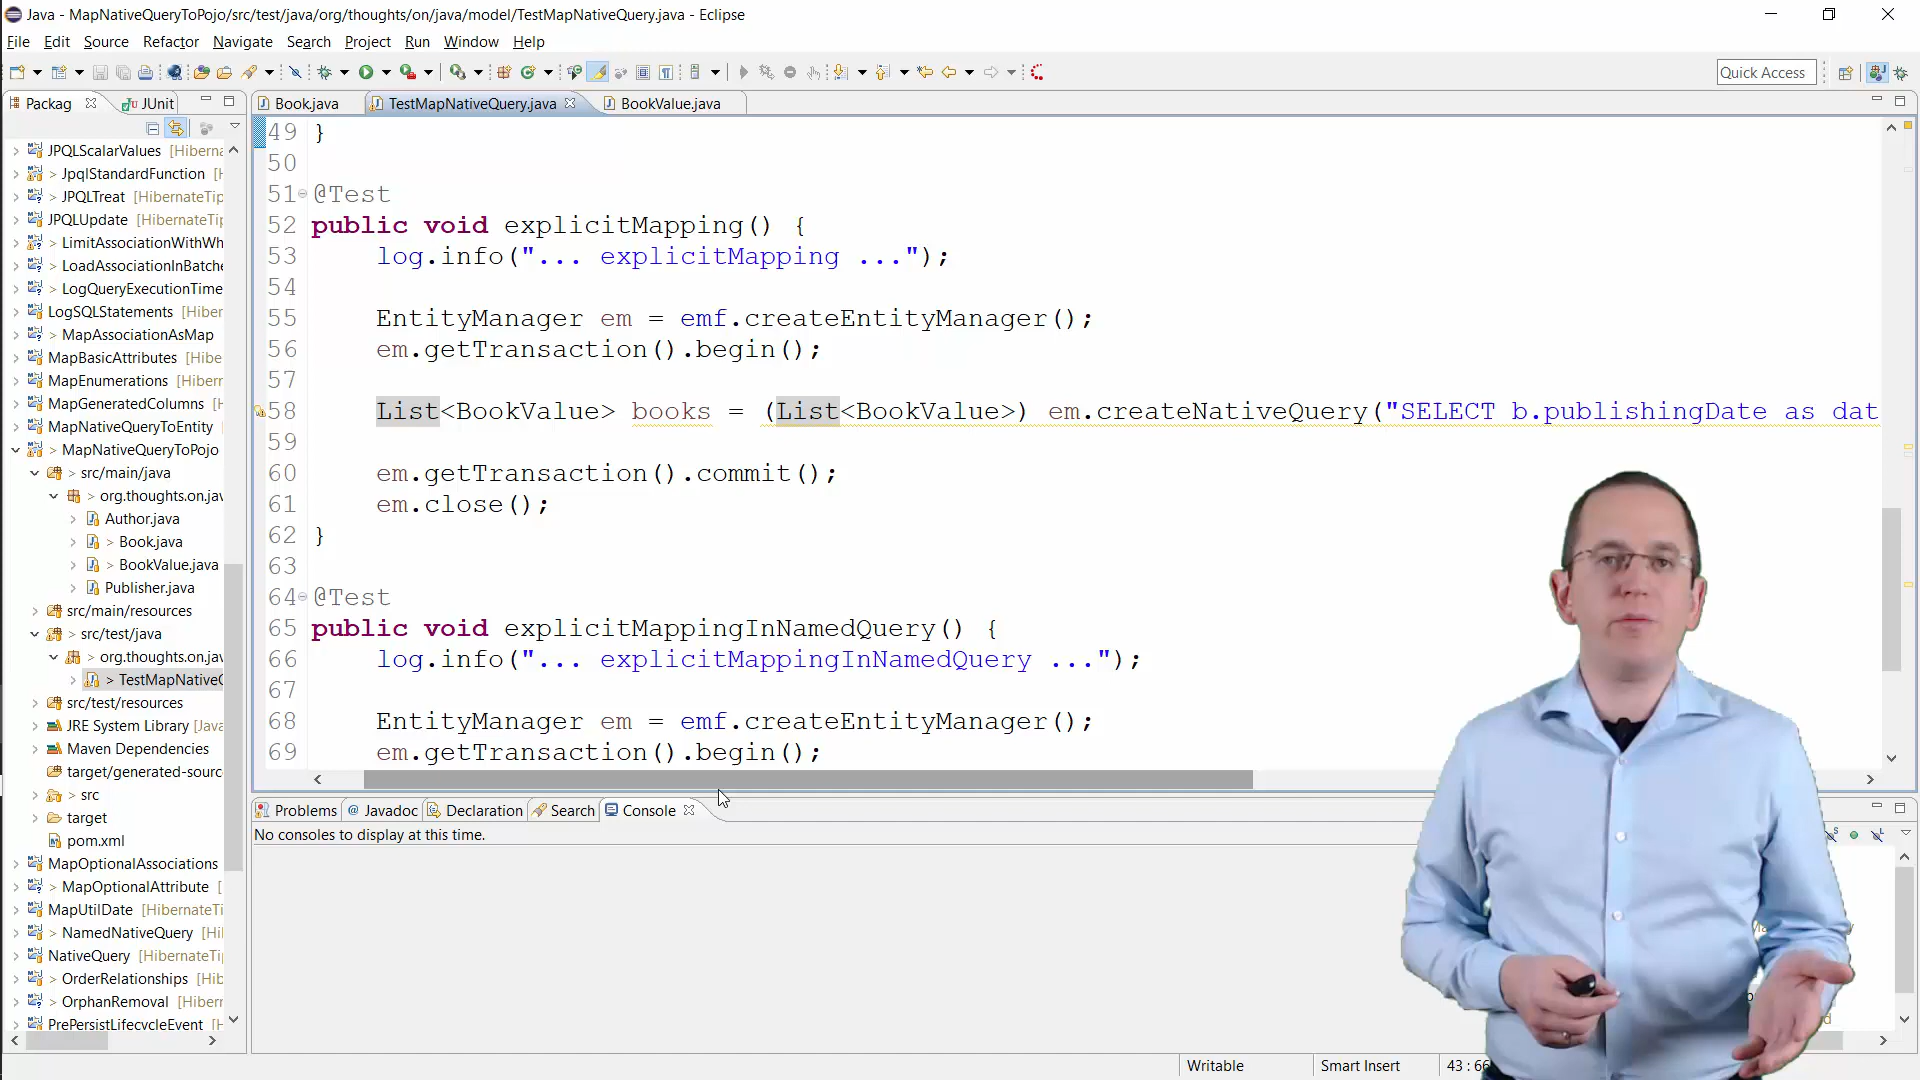 Java - MapNativeQueryToPojo/src/test/java/org/thoughts/on/java/model/TestMapNativeQuery.java - Eclipse
File Edit Source Refactor Navigate Search Project Run Window Help
Quick Access
Packag JUnit
Book.java TestMapNativeQuery.java BookValue.java
JPQLScalarValues [Hiberna
> JpqlStandardFunction [H
> JPQLTreat [HibernateTip
JPQLUpdate [HibernateTip
> LimitAssociationWithWh
> LoadAssociationInBatche
> LogQueryExecutionTime
LogSQLStatements [Hiber
> MapAssociationAsMap
MapBasicAttributes [Hibe
MapEnumerations [Hiber
MapGeneratedColumns [
MapNativeQueryToEntity
> MapNativeQueryToPojo
> src/main/java
> org.thoughts.on.jav
Author.java
> Book.java
> BookValue.java
Publisher.java
src/main/resources
> src/test/java
> org.thoughts.on.jav
> TestMapNativeQ
src/test/resources
JRE System Library [Java
Maven Dependencies
target/generated-sourc
> src
target
pom.xml
MapOptionalAssociations
> MapOptionalAttribute [
MapUtilDate [HibernateTi
> NamedNativeQuery [Hi
NativeQuery [HibernateTip
> OrderRelationships [Hib
> OrphanRemoval [Hibern
PrePersistLifecycleEvent [H
49 }
50
51 @Test
52 public void explicitMapping() {
53 log.info("... explicitMapping ...");
54
55 EntityManager em = emf.createEntityManager();
56 em.getTransaction().begin();
57
58 List<BookValue> books = (List<BookValue>) em.createNativeQuery("SELECT b.publishingDate as dat
59
60 em.getTransaction().commit();
61 em.close();
62 }
63
64 @Test
65 public void explicitMappingInNamedQuery() {
66 log.info("... explicitMappingInNamedQuery ...");
67
68 EntityManager em = emf.createEntityManager();
69 em.getTransaction().begin();
Problems Javadoc Declaration Search Console
No consoles to display at this time.
Writable Smart Insert 43 : 66